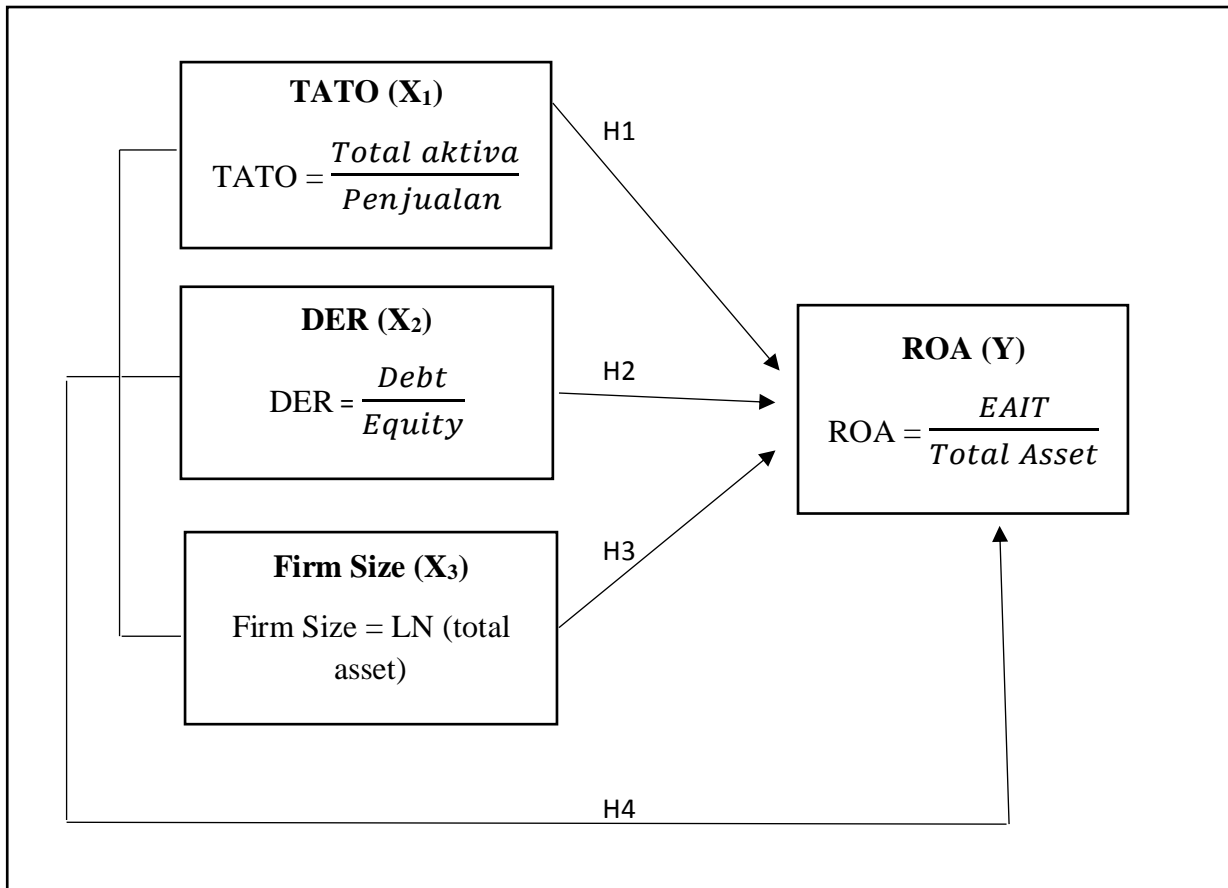 TATO (X₁)
TATO = Total aktiva / Penjualan
H1
DER (X₂)
DER = Debt / Equity
H2
ROA (Y)
ROA = EAIT / Total Asset
Firm Size (X₃)
Firm Size = LN (total
asset)
H3
H4